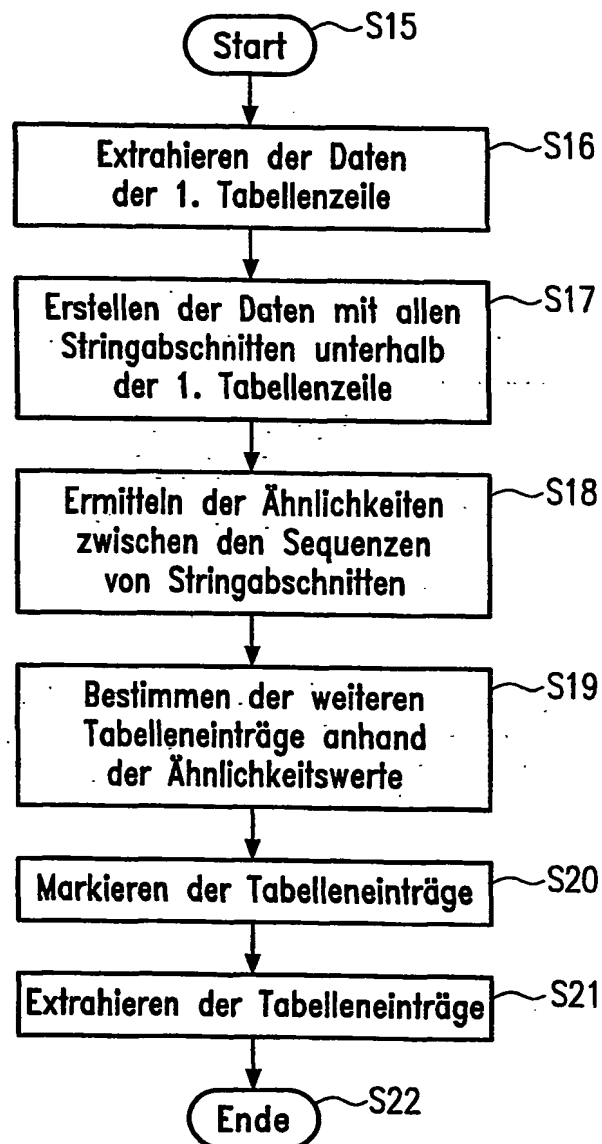 Start
S15
Extrahieren der Daten
der 1. Tabellenzeile
S16
Erstellen der Daten mit allen
Stringabschnitten unterhalb
der 1. Tabellenzeile
S17
Ermitteln der Ähnlichkeiten
zwischen den Sequenzen
von Stringabschnitten
S18
Bestimmen der weiteren
Tabelleneinträge anhand
der Ähnlichkeitswerte
S19
Markieren der Tabelleneinträge
S20
Extrahieren der Tabelleneinträge
S21
Ende
S22